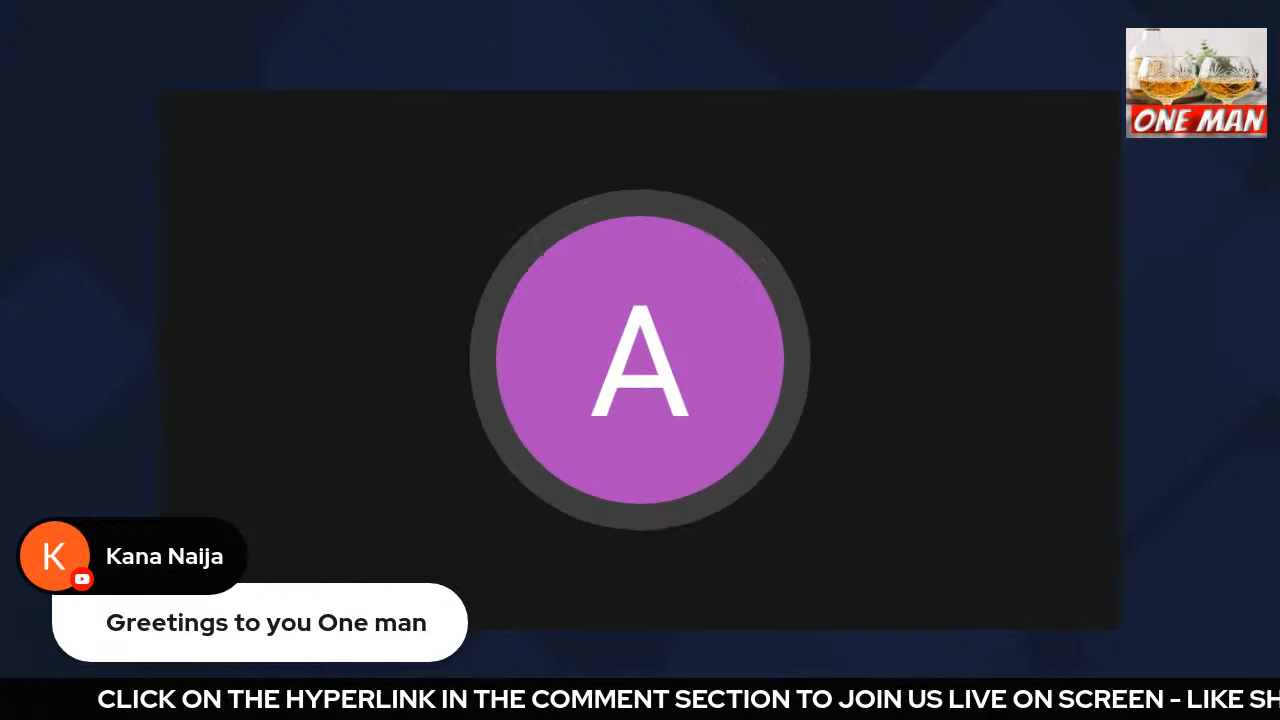 ONE MAN
A
K
Kana Naija
Greetings to you One man
CLICK ON THE HYPERLINK IN THE COMMENT SECTION TO JOIN US LIVE ON SCREEN - LIKE SH